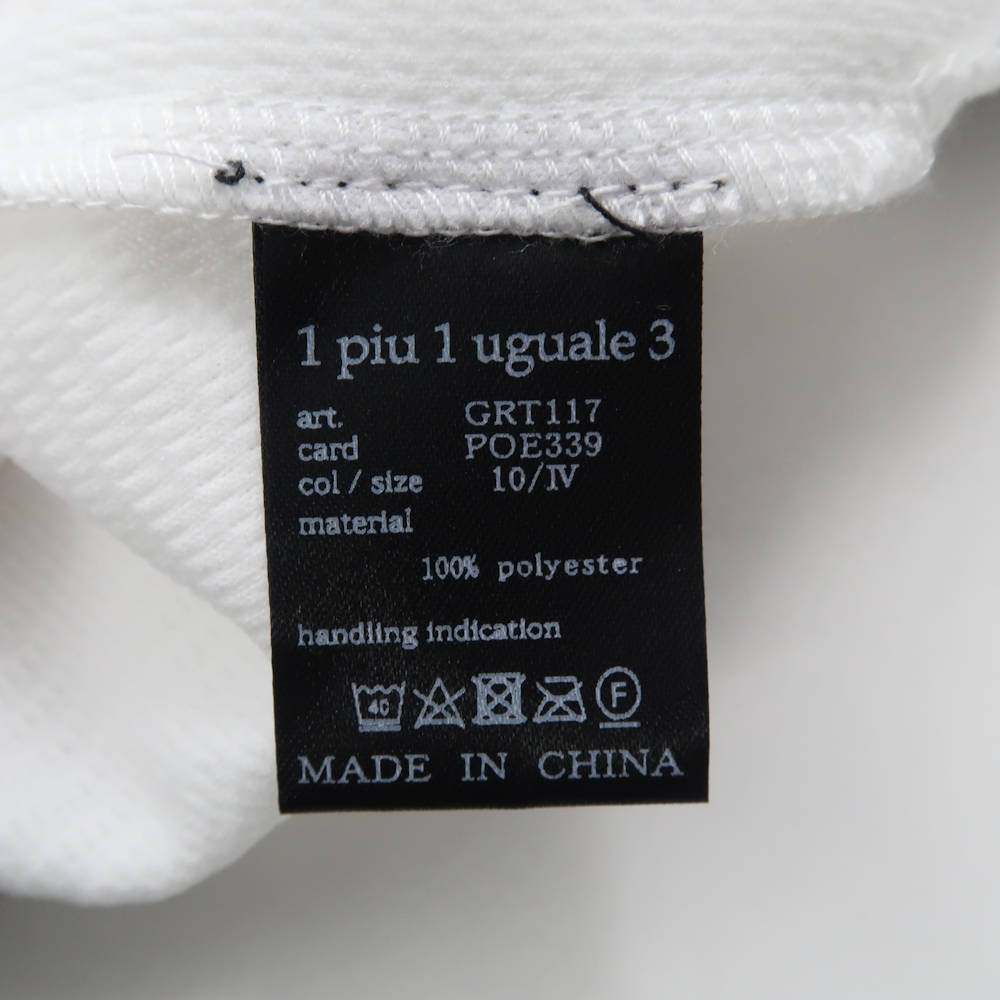 1 piu 1 uguale 3
art. GRT117
card POE339
col / size 10/IV
material
100% polyester
handling indication
40 F
MADE IN CHINA